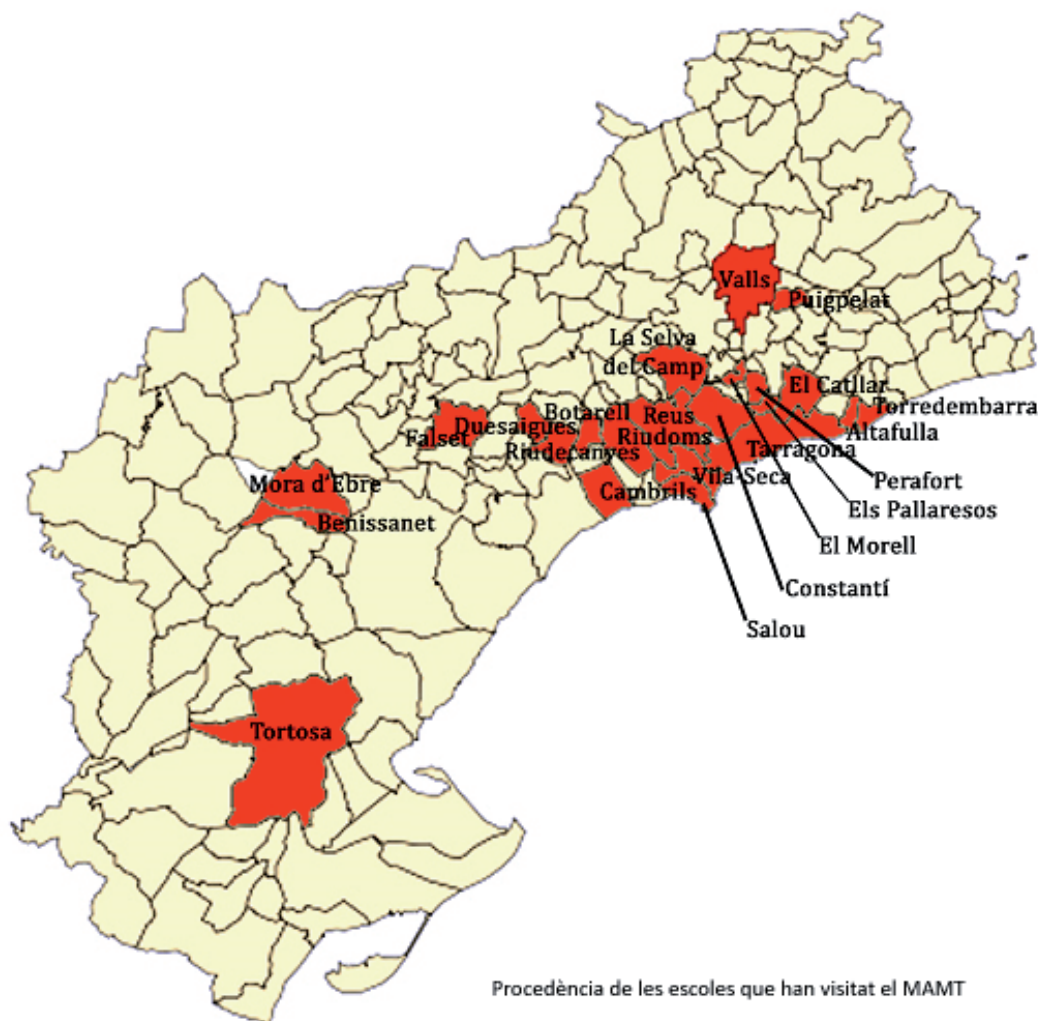 Valls
Puigpelat
La Selva
del Camp
El Catllar
Torredembarra
Altafulla
Botarell
Reus
Duesaigues
Falset
Riudoms
Riudecanyes
Tarragona
Vila-Seca
Perafort
Mora d'Ebre
Cambrils
Els Pallaresos
Benissanet
El Morell
Constantí
Salou
Tortosa
Procedència de les escoles que han visitat el MAMT